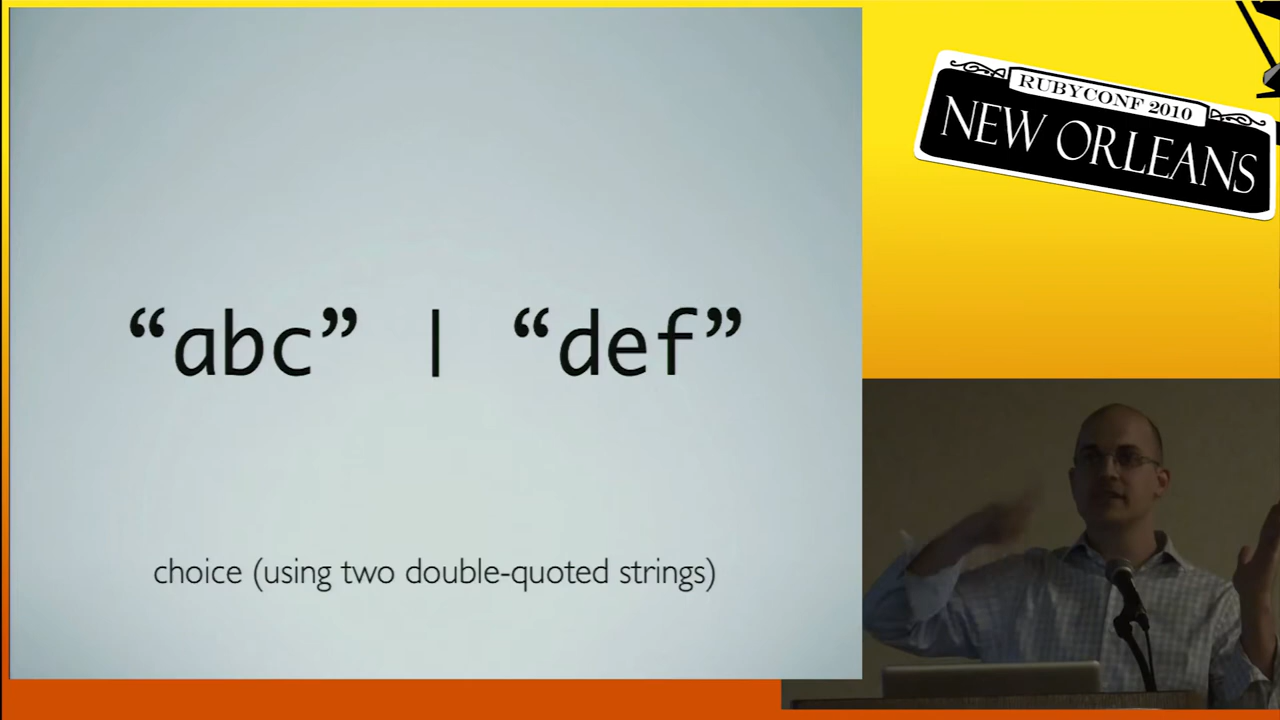 “abc” | “def”
choice (using two double-quoted strings)
RUBYCONF 2010
NEW ORLEANS